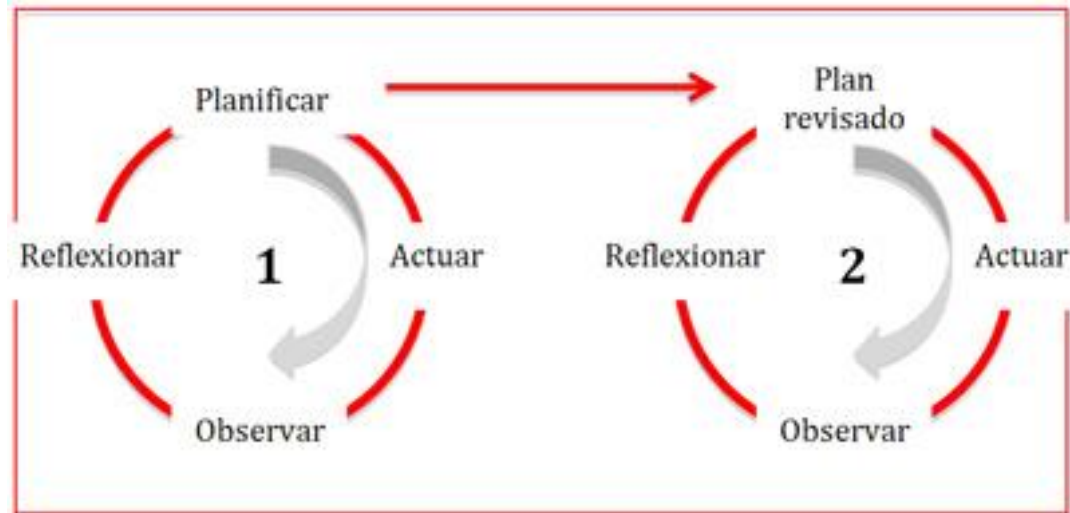 Planificar
Reflexionar
1
Actuar
Observar
Plan
revisado
Reflexionar
2
Actuar
Observar